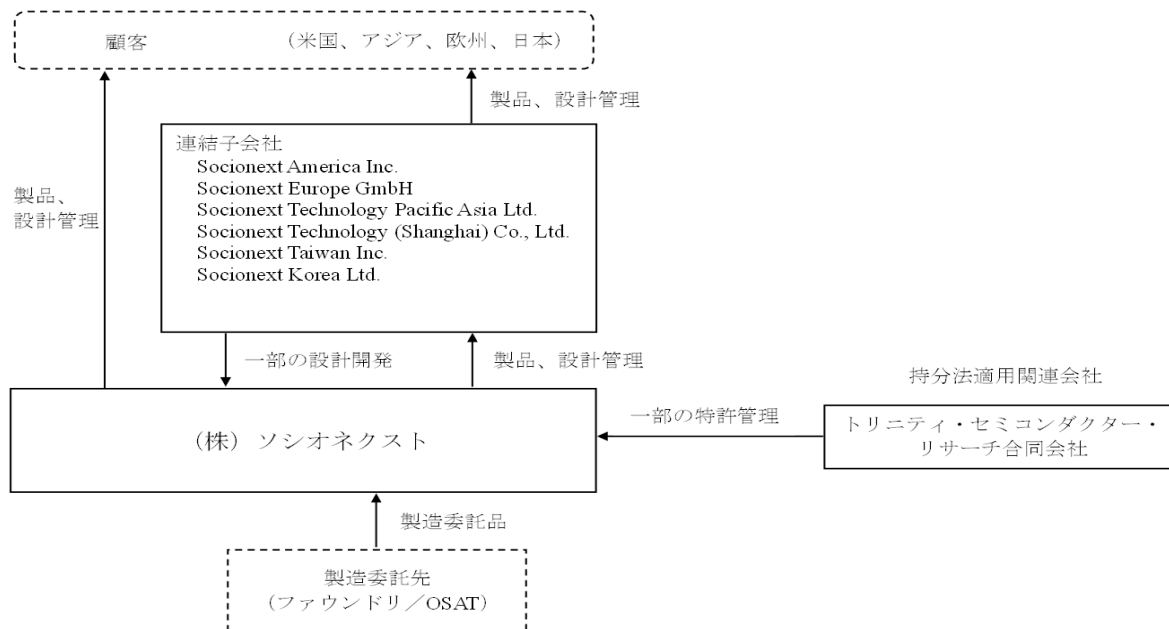 顧客 （米国、アジア、欧州、日本）
製品、設計管理
連結子会社
Socionext America Inc.
Socionext Europe GmbH
Socionext Technology Pacific Asia Ltd.
Socionext Technology (Shanghai) Co., Ltd.
Socionext Taiwan Inc.
Socionext Korea Ltd.
製品、
設計管理
一部の設計開発 製品、設計管理
持分法適用関連会社
（株）ソシオネクスト
一部の特許管理
トリニティ・セミコンダクター・
リサーチ合同会社
製造委託品
製造委託先
（ファウンドリ／OSAT）